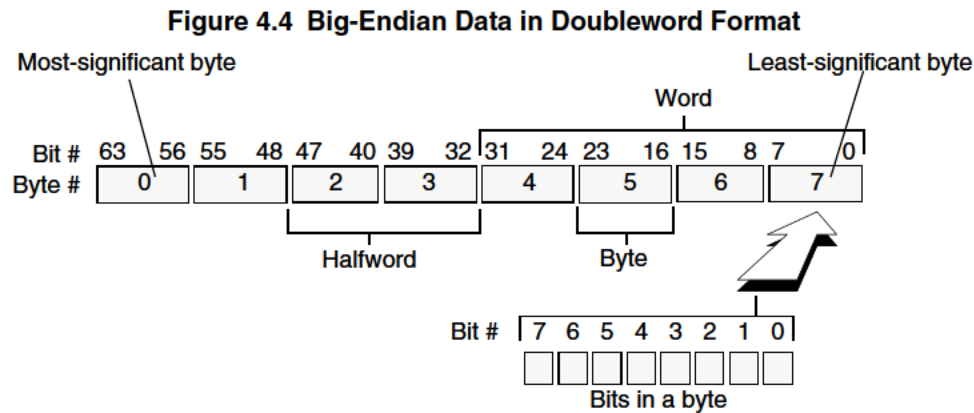 Figure 4.4 Big-Endian Data in Doubleword Format
Most-significant byte Least-significant byte
Word
Bit # 63 56 55 48 47 40 39 32 31 24 23 16 15 8 7 0
Byte # 0 1 2 3 4 5 6 7
Halfword Byte
Bit # 7 6 5 4 3 2 1 0
Bits in a byte